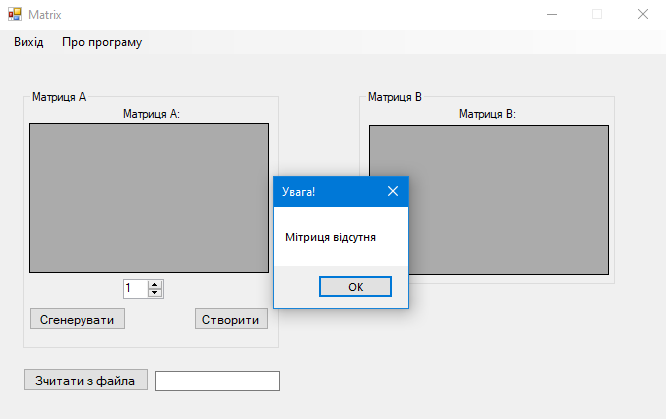 Matrix
Вихід Про програму
Матриця А
Матриця А:
Матриця В
Матриця В:
Увага!
Мітриця відсутня
OK
1
Сгенерувати
Створити
Зчитати з файла